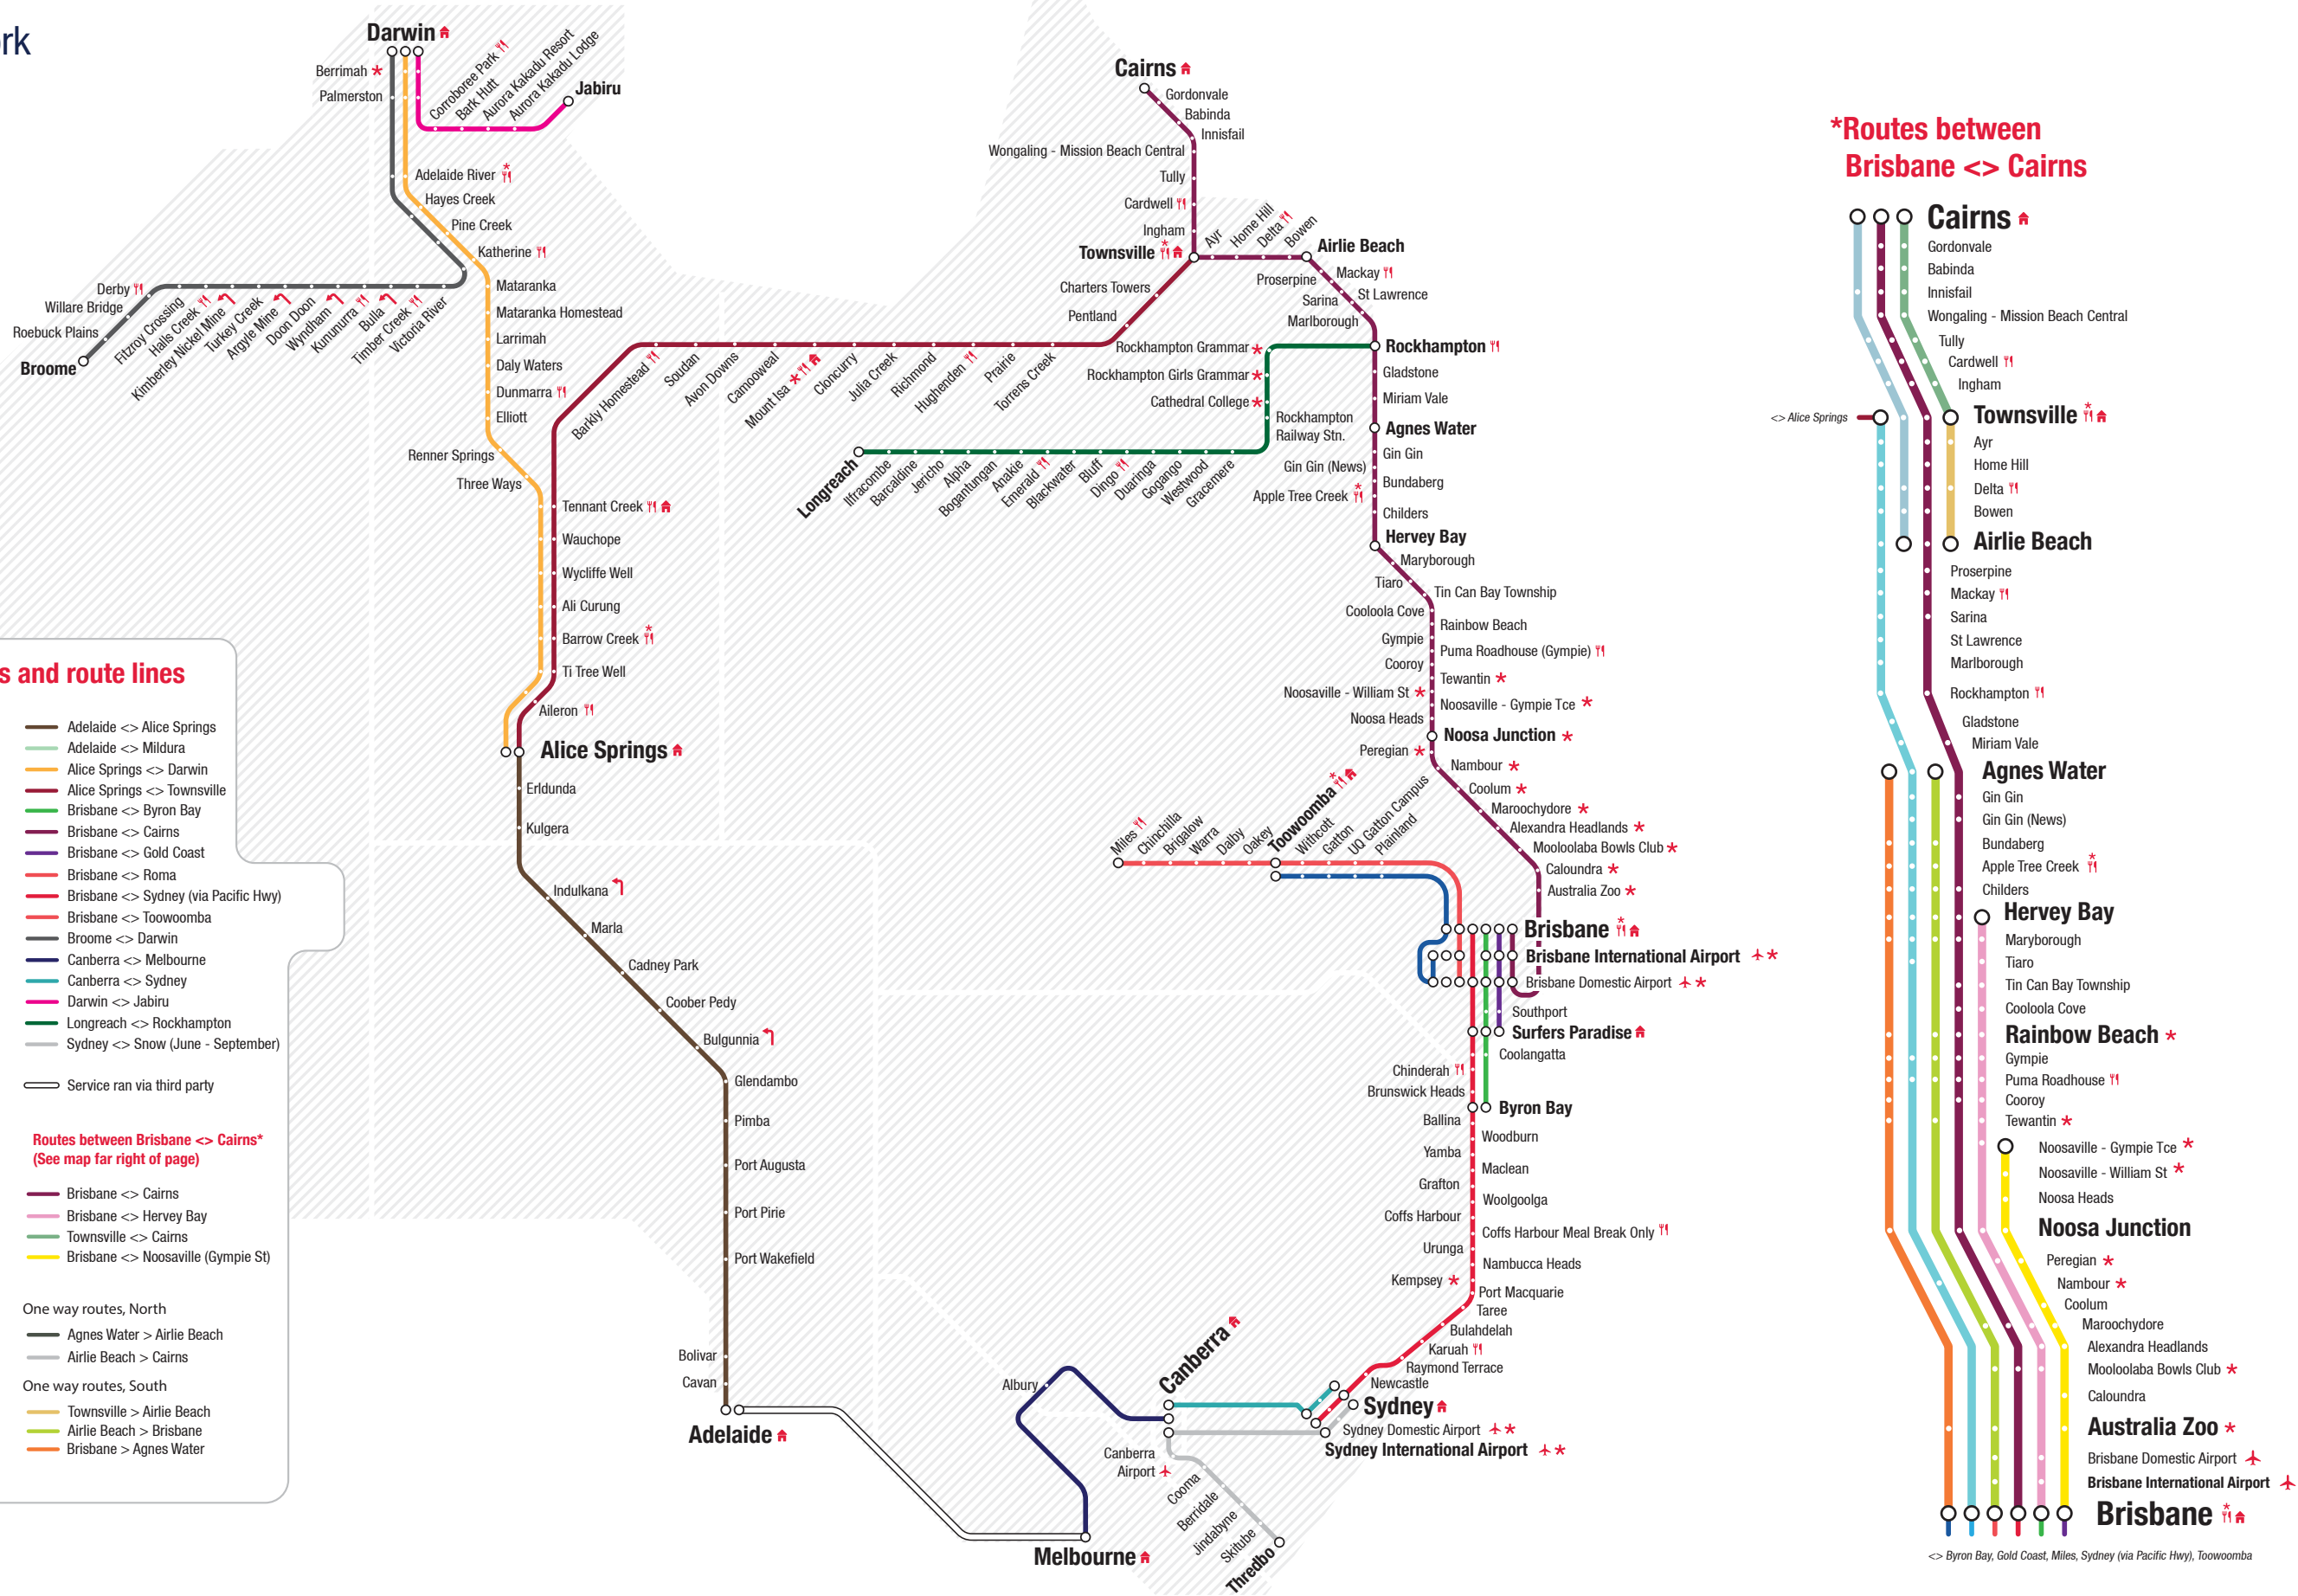 rk
Darwin
Berrimah *
Palmerston
Corroboree Park
Bark Hutt
Aurora Kakadu Resort
Aurora Kakadu Lodge
Jabiru
Adelaide River *
Hayes Creek
Pine Creek
Katherine
Derby
Willare Bridge
Roebuck Plains
Broome
Fitzroy Crossing
Halls Creek
Kimberley Nickel Mine
Turkey Creek
Argyle Mine
Doon Doon
Wyndham
Kununurra
Bulla
Timber Creek
Victoria River
Mataranka
Mataranka Homestead
Larrimah
Daly Waters
Dunmarra
Elliott
Renner Springs
Three Ways
Tennant Creek
Wauchope
Wycliffe Well
Ali Curung
Barrow Creek *
Ti Tree Well
Aileron
Alice Springs
Erldunda
Kulgera
Indulkana
Marla
Cadney Park
Coober Pedy
Bulgunnia
Glendambo
Pimba
Port Augusta
Port Pirie
Port Wakefield
Bolivar
Cavan
Adelaide
Barkly Homestead
Soudan
Avon Downs
Camooweal
Mount Isa *
Cloncurry
Julia Creek
Richmond
Hughenden
Prairie
Torrens Creek
Pentland
Charters Towers
Cairns
Gordonvale
Babinda
Innisfail
Wongaling - Mission Beach Central
Tully
Cardwell
Ingham
Townsville *
Ayr
Home Hill
Delta
Bowen
Airlie Beach
Proserpine
Mackay
Sarina
St Lawrence
Marlborough
Rockhampton Grammar *
Rockhampton Girls Grammar *
Cathedral College *
Rockhampton
Railway Stn.
Rockhampton
Gladstone
Miriam Vale
Agnes Water
Gin Gin
Gin Gin (News)
Bundaberg
Apple Tree Creek *
Childers
Hervey Bay
Longreach
Ilfracombe
Barcaldine
Jericho
Alpha
Bogantungan
Anakie
Emerald
Blackwater
Bluff
Dingo
Duaringa
Gogango
Westwood
Gracemere
Maryborough
Tiaro
Tin Can Bay Township
Cooloola Cove
Rainbow Beach
Gympie
Puma Roadhouse (Gympie)
Cooroy
Tewantin *
Noosaville - William St *
Noosaville - Gympie Tce *
Noosa Heads
Noosa Junction *
Peregian *
Nambour *
Coolum *
Maroochydore *
Alexandra Headlands *
Mooloolaba Bowls Club *
Caloundra *
Australia Zoo *
Miles
Chinchilla
Brigalow
Warra
Dalby
Oakey
Toowoomba *
Withcott
Gatton
UQ Gatton Campus
Plainland
Brisbane *
Brisbane International Airport *
Brisbane Domestic Airport *
Southport
Surfers Paradise
Coolangatta
Chinderah
Brunswick Heads
Byron Bay
Ballina
Woodburn
Yamba
Maclean
Grafton
Woolgoolga
Coffs Harbour
Coffs Harbour Meal Break Only
Urunga
Nambucca Heads
Kempsey *
Port Macquarie
Taree
Bulahdelah
Karuah
Raymond Terrace
Newcastle
Sydney
Sydney Domestic Airport *
Sydney International Airport *
Canberra
Albury
Canberra
Airport
Cooma
Berridale
Jindabyne
Skitube
Thredbo
Melbourne
s and route lines
Adelaide <> Alice Springs
Adelaide <> Mildura
Alice Springs <> Darwin
Alice Springs <> Townsville
Brisbane <> Byron Bay
Brisbane <> Cairns
Brisbane <> Gold Coast
Brisbane <> Roma
Brisbane <> Sydney (via Pacific Hwy)
Brisbane <> Toowoomba
Broome <> Darwin
Canberra <> Melbourne
Canberra <> Sydney
Darwin <> Jabiru
Longreach <> Rockhampton
Sydney <> Snow (June - September)
Service ran via third party
Routes between Brisbane <> Cairns*
(See map far right of page)
Brisbane <> Cairns
Brisbane <> Hervey Bay
Townsville <> Cairns
Brisbane <> Noosaville (Gympie St)
One way routes, North
Agnes Water > Airlie Beach
Airlie Beach > Cairns
One way routes, South
Townsville > Airlie Beach
Airlie Beach > Brisbane
Brisbane > Agnes Water
*Routes between
Brisbane <> Cairns
Cairns
Gordonvale
Babinda
Innisfail
Wongaling - Mission Beach Central
Tully
Cardwell
Ingham
<> Alice Springs
Townsville *
Ayr
Home Hill
Delta
Bowen
Airlie Beach
Proserpine
Mackay
Sarina
St Lawrence
Marlborough
Rockhampton
Gladstone
Miriam Vale
Agnes Water
Gin Gin
Gin Gin (News)
Bundaberg
Apple Tree Creek *
Childers
Hervey Bay
Maryborough
Tiaro
Tin Can Bay Township
Cooloola Cove
Rainbow Beach *
Gympie
Puma Roadhouse
Cooroy
Tewantin *
Noosaville - Gympie Tce *
Noosaville - William St *
Noosa Heads
Noosa Junction
Peregian *
Nambour *
Coolum
Maroochydore
Alexandra Headlands
Mooloolaba Bowls Club *
Caloundra
Australia Zoo *
Brisbane Domestic Airport
Brisbane International Airport
Brisbane *
<> Byron Bay, Gold Coast, Miles, Sydney (via Pacific Hwy), Toowoomba